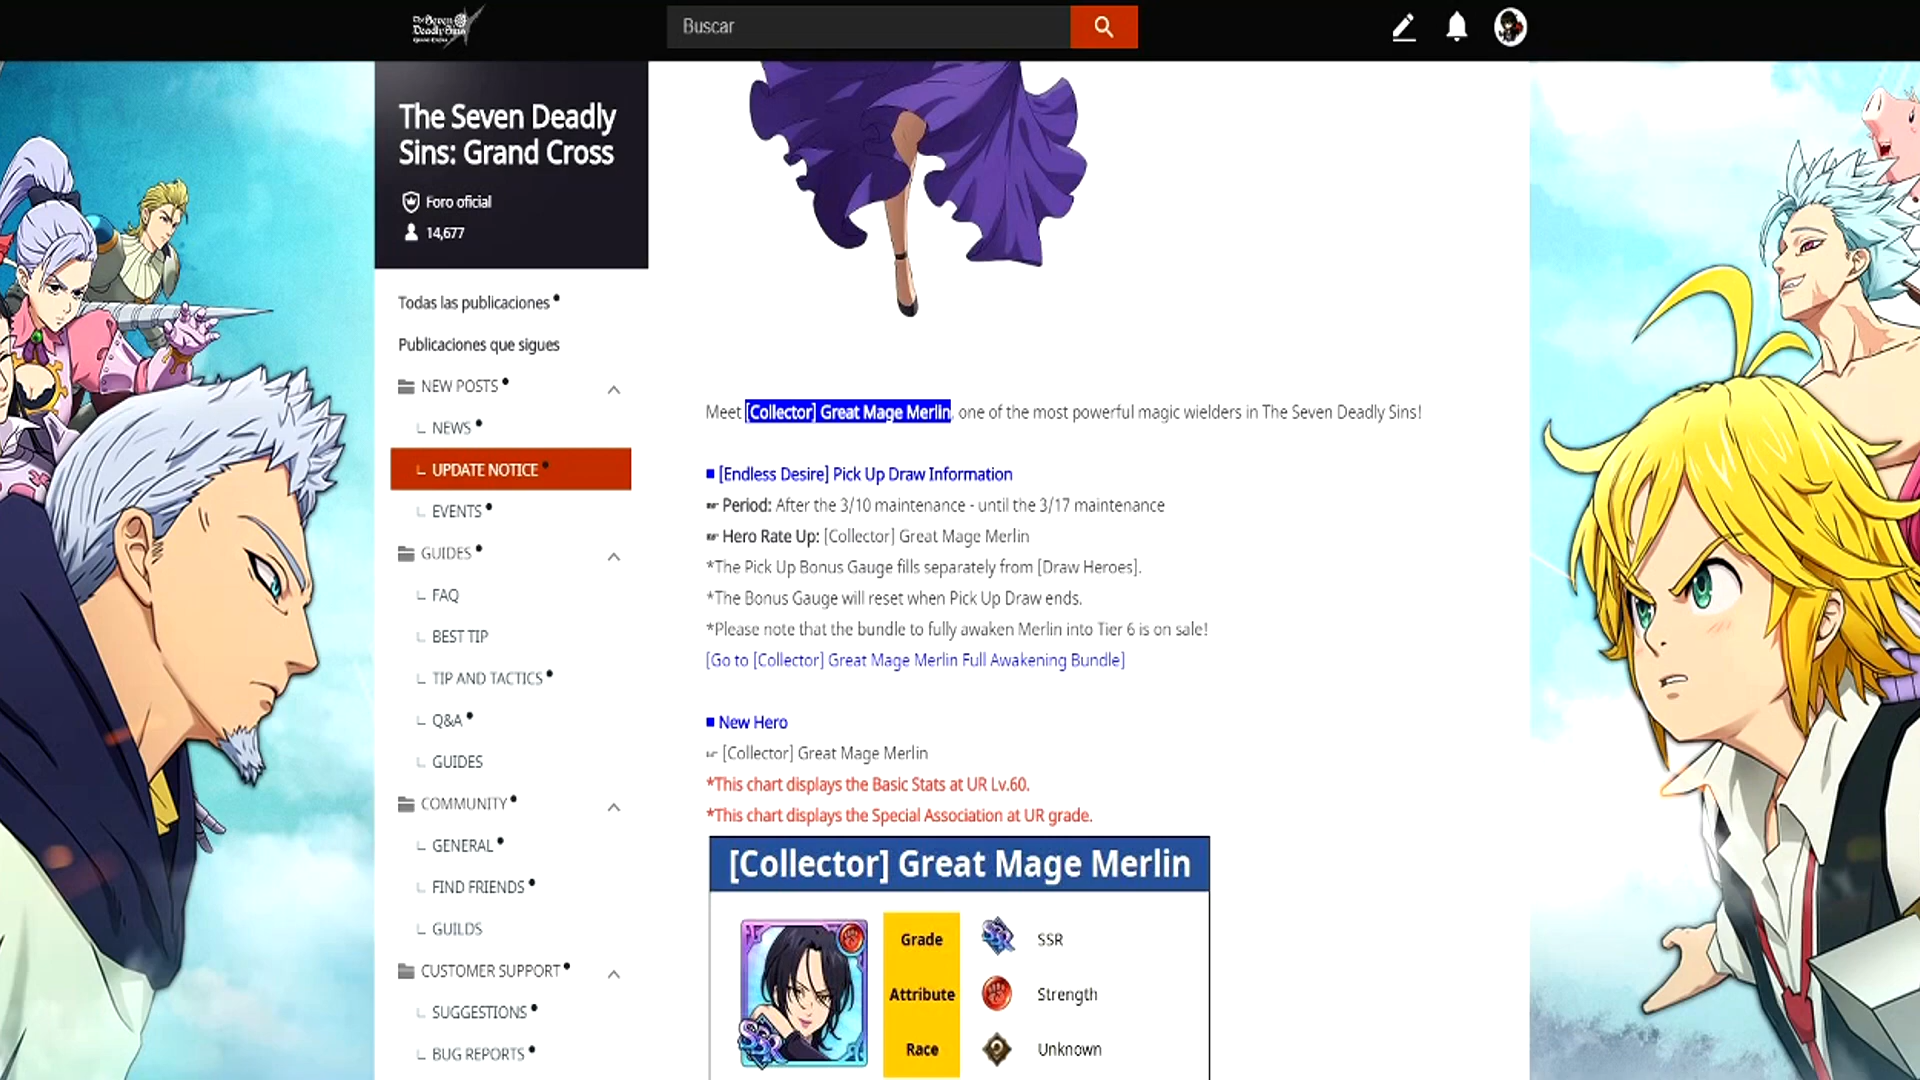 The Seven
Deadly Sins
Buscar
The Seven Deadly
Sins: Grand Cross
Foro oficial
14,677
Todas las publicaciones
Publicaciones que sigues
NEW POSTS
NEWS
UPDATE NOTICE
EVENTS
GUIDES
FAQ
BEST TIP
TIP AND TACTICS
Q&A
GUIDES
COMMUNITY
GENERAL
FIND FRIENDS
GUILDS
CUSTOMER SUPPORT
SUGGESTIONS
BUG REPORTS
Meet [Collector] Great Mage Merlin, one of the most powerful magic wielders in The Seven Deadly Sins!
■ [Endless Desire] Pick Up Draw Information
☞ Period: After the 3/10 maintenance - until the 3/17 maintenance
☞ Hero Rate Up: [Collector] Great Mage Merlin
*The Pick Up Bonus Gauge fills separately from [Draw Heroes].
*The Bonus Gauge will reset when Pick Up Draw ends.
*Please note that the bundle to fully awaken Merlin into Tier 6 is on sale!
[Go to [Collector] Great Mage Merlin Full Awakening Bundle]
■ New Hero
☞ [Collector] Great Mage Merlin
*This chart displays the Basic Stats at UR Lv.60.
*This chart displays the Special Association at UR grade.
[Collector] Great Mage Merlin
SSR
Grade SSR
Attribute Strength
Race Unknown